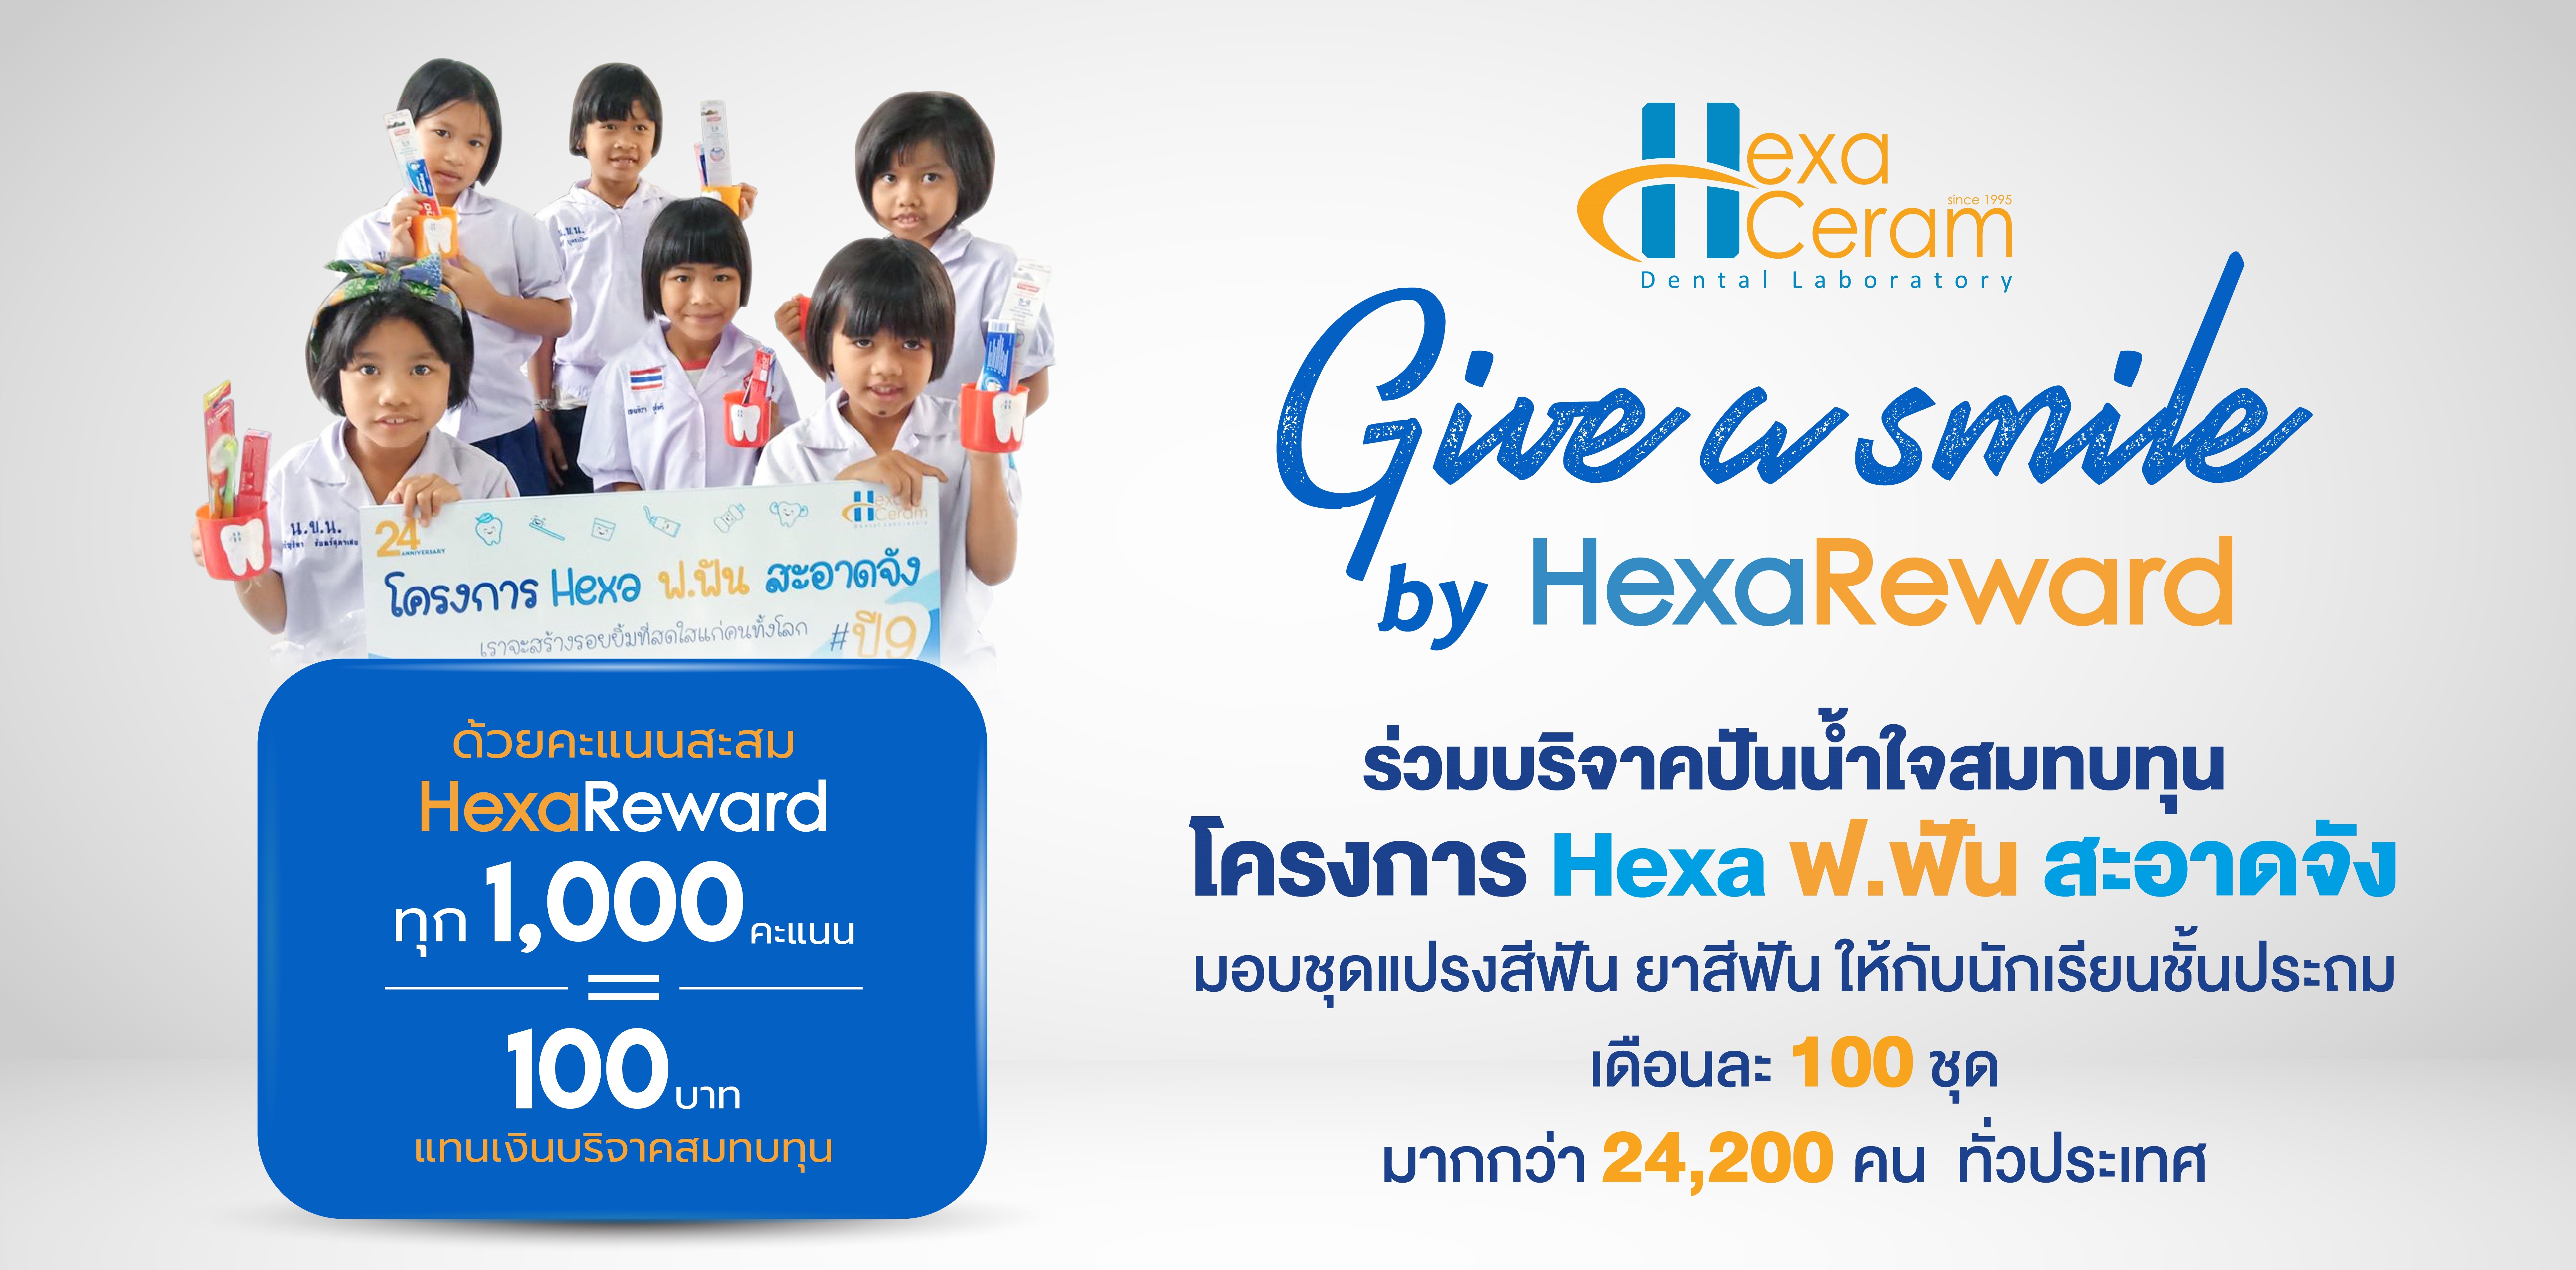 Hexa
Ceram
since 1995
Dental Laboratory
Give a smile
by HexaReward
ร่วมบริจาคปันน้ำใจสมทบทุน
โครงการ Hexa ฟ.ฟัน สะอาดจัง
มอบชุดแปรงสีฟัน ยาสีฟัน ให้กับนักเรียนชั้นประถม
เดือนละ 100 ชุด
มากกว่า 24,200 คน ทั่วประเทศ
น.ข.น.
24
ANNIVERSARY
Hexa
Ceram
โครงการ Hexa ฟ.ฟัน สะอาดจัง
เราจะสร้างรอยยิ้มที่สดใสแก่คนทั้งโลก #ปี9
ด้วยคะแนนสะสม
HexaReward
ทุก 1,000 คะแนน
=
100 บาท
แทนเงินบริจาคสมทบทุน